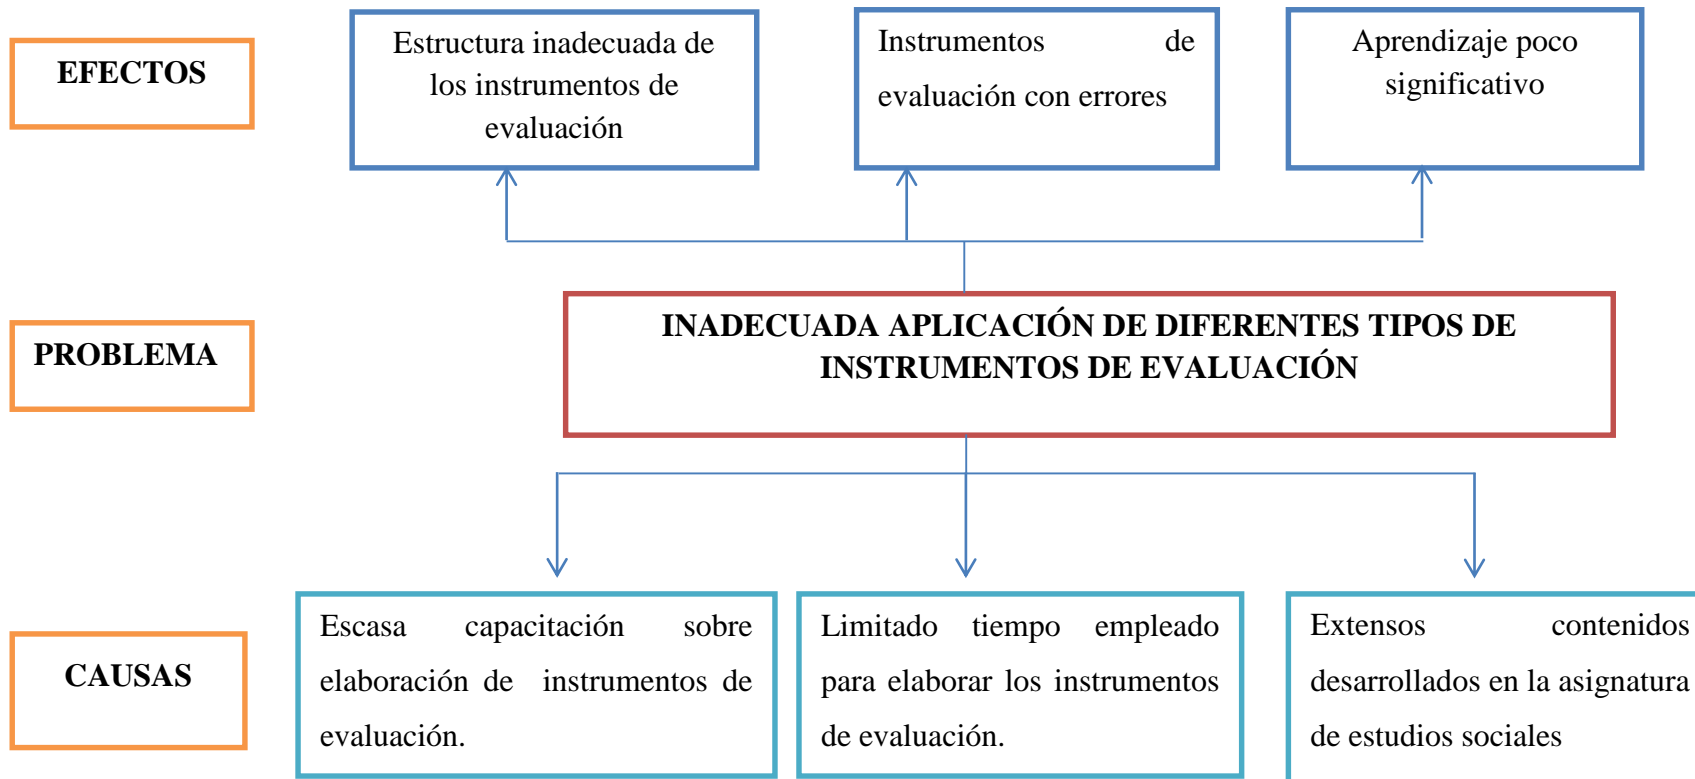 EFECTOS
Estructura inadecuada de
los instrumentos de
evaluación
Instrumentos de
evaluación con errores
Aprendizaje poco
significativo
PROBLEMA
INADECUADA APLICACIÓN DE DIFERENTES TIPOS DE
INSTRUMENTOS DE EVALUACIÓN
CAUSAS
Escasa capacitación sobre
elaboración de instrumentos de
evaluación.
Limitado tiempo empleado
para elaborar los instrumentos
de evaluación.
Extensos contenidos
desarrollados en la asignatura
de estudios sociales